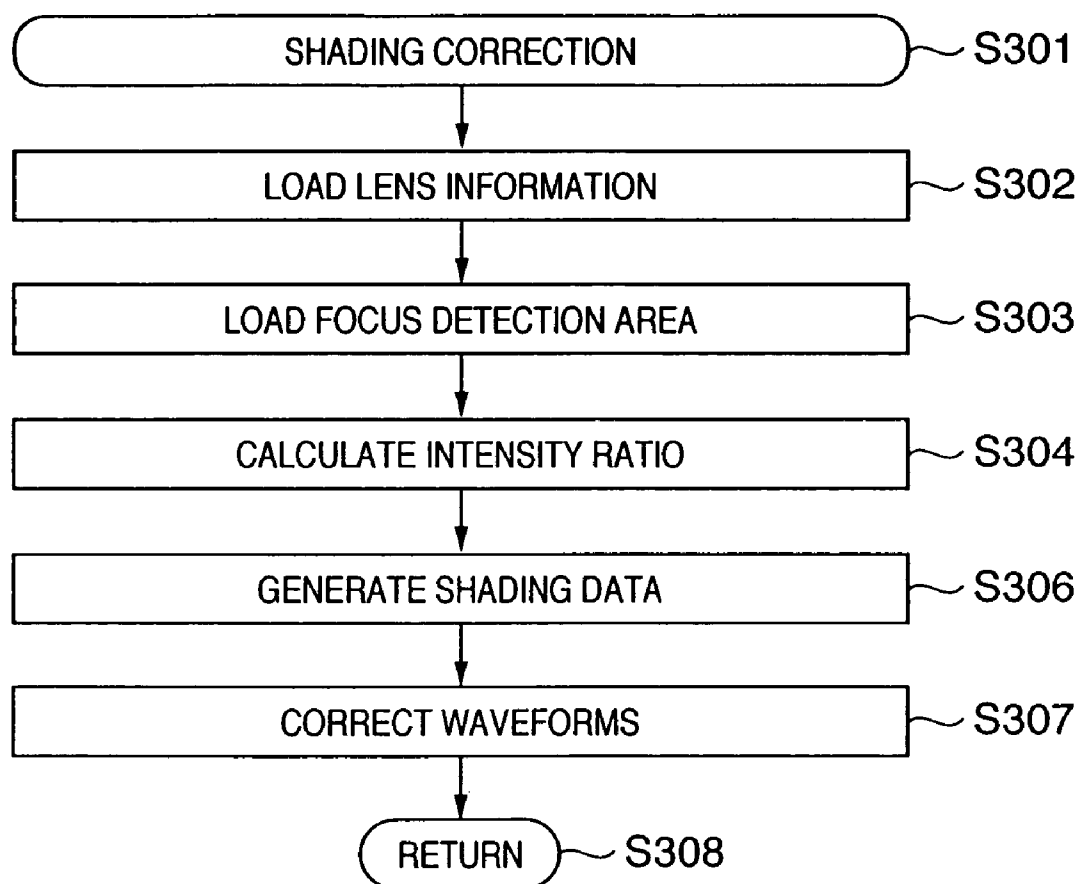 SHADING CORRECTION S301
LOAD LENS INFORMATION S302
LOAD FOCUS DETECTION AREA S303
CALCULATE INTENSITY RATIO S304
GENERATE SHADING DATA S306
CORRECT WAVEFORMS S307
RETURN S308